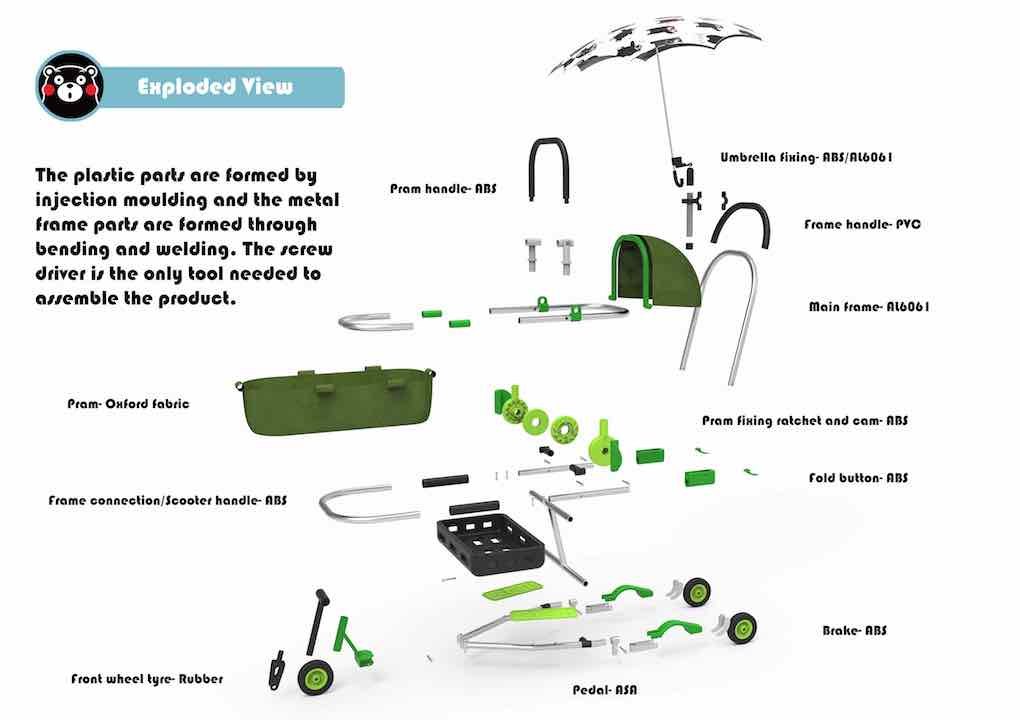 Exploded View
The plastic parts are formed by
injection moulding and the metal
frame parts are formed through
bending and welding. The screw
driver is the only tool needed to
assemble the product.
Umbrella fixing- ABS/AL6061
Pram handle- ABS
Frame handle- PVC
Main frame- AL6061
Pram- Oxford fabric
Pram fixing ratchet and cam- ABS
Fold button- ABS
Frame connection/Scooter handle- ABS
Brake- ABS
Front wheel tyre- Rubber
Pedal- ASA